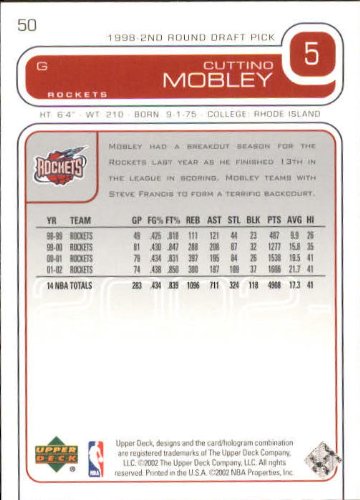 50
1998-2ND ROUND DRAFT PICK
G
CUTTINO
MOBLEY
5
ROCKETS
HT: 6'4" · WT: 210 · BORN: 9·1·75 · COLLEGE: RHODE ISLAND
MOBLEY HAD A BREAKOUT SEASON FOR THE
ROCKETS LAST YEAR AS HE FINISHED 13TH IN
THE LEAGUE IN SCORING. MOBLEY TEAMS WITH
STEVE FRANCIS TO FORM A TERRIFIC BACKCOURT.
ROCKETS
YR TEAM GP FG% FT% REB AST STL BLK PTS AVG HI
98-99 ROCKETS 49 .425 .818 111 121 44 23 487 9.9 26
99-00 ROCKETS 81 .430 .847 288 208 87 32 1277 15.8 35
00-01 ROCKETS 79 .434 .831 397 195 84 26 1538 19.5 41
01-02 ROCKETS 74 .438 .850 300 187 109 37 1606 21.7 41
14 NBA TOTALS 283 .434 .839 1096 711 324 118 4908 17.3 41
UPPER
DECK
NBA
Upper Deck, designs and the card/hologram combination
are registered trademarks of The Upper Deck Company,
LLC. ©2002 The Upper Deck Company,
LLC. All rights reserved. ©2002 NBA Properties, Inc.